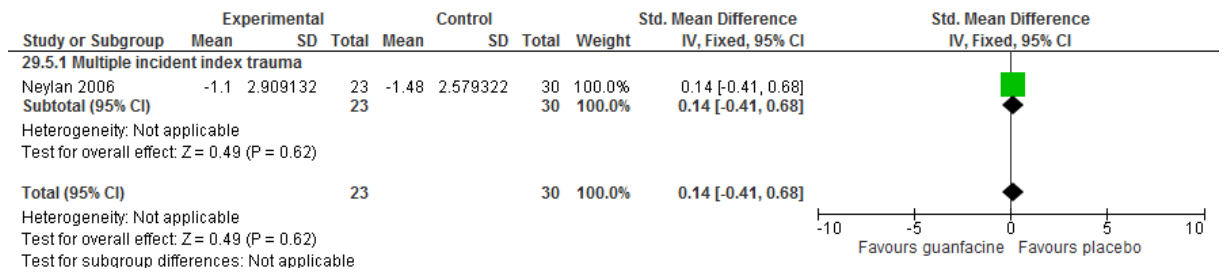 Experimental Control Std. Mean Difference Std. Mean Difference
Study or Subgroup Mean SD Total Mean SD Total Weight IV, Fixed, 95% CI IV, Fixed, 95% CI
29.5.1 Multiple incident index trauma
Neylan 2006 -1.1 2.909132 23 -1.48 2.579322 30 100.0% 0.14 [-0.41, 0.68]
Subtotal (95% CI) 23 30 100.0% 0.14 [-0.41, 0.68]
Heterogeneity: Not applicable
Test for overall effect: Z = 0.49 (P = 0.62)
Total (95% CI) 23 30 100.0% 0.14 [-0.41, 0.68]
Heterogeneity: Not applicable
Test for overall effect: Z = 0.49 (P = 0.62)
Test for subgroup differences: Not applicable
-10 -5 0 5 10
Favours guanfacine Favours placebo